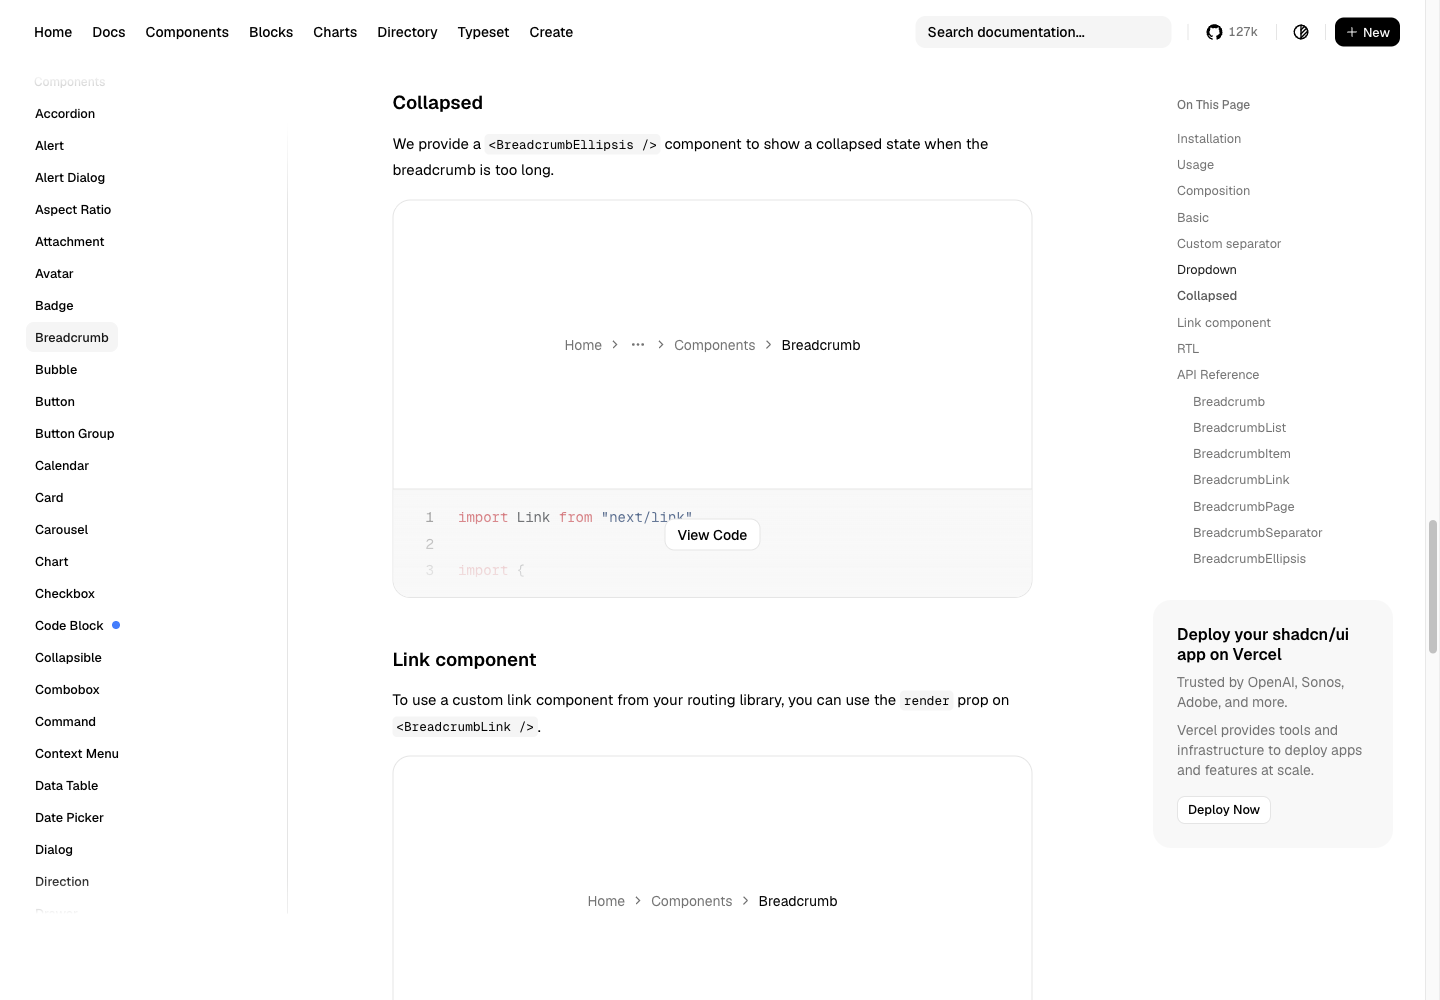 Home Docs Components Blocks Charts Directory Typeset Create
Search documentation...
127k
New
Components
Accordion
Alert
Alert Dialog
Aspect Ratio
Attachment
Avatar
Badge
Breadcrumb
Bubble
Button
Button Group
Calendar
Card
Carousel
Chart
Checkbox
Code Block
Collapsible
Combobox
Command
Context Menu
Data Table
Date Picker
Dialog
Direction
Collapsed
We provide a <BreadcrumbEllipsis /> component to show a collapsed state when the
breadcrumb is too long.
Home > ··· > Components > Breadcrumb
1 import Link from "next/link"
2
3 import {
View Code
Link component
To use a custom link component from your routing library, you can use the render prop on
<BreadcrumbLink />.
Home > Components > Breadcrumb
On This Page
Installation
Usage
Composition
Basic
Custom separator
Dropdown
Collapsed
Link component
RTL
API Reference
Breadcrumb
BreadcrumbList
BreadcrumbItem
BreadcrumbLink
BreadcrumbPage
BreadcrumbSeparator
BreadcrumbEllipsis
Deploy your shadcn/ui
app on Vercel
Trusted by OpenAI, Sonos,
Adobe, and more.
Vercel provides tools and
infrastructure to deploy apps
and features at scale.
Deploy Now